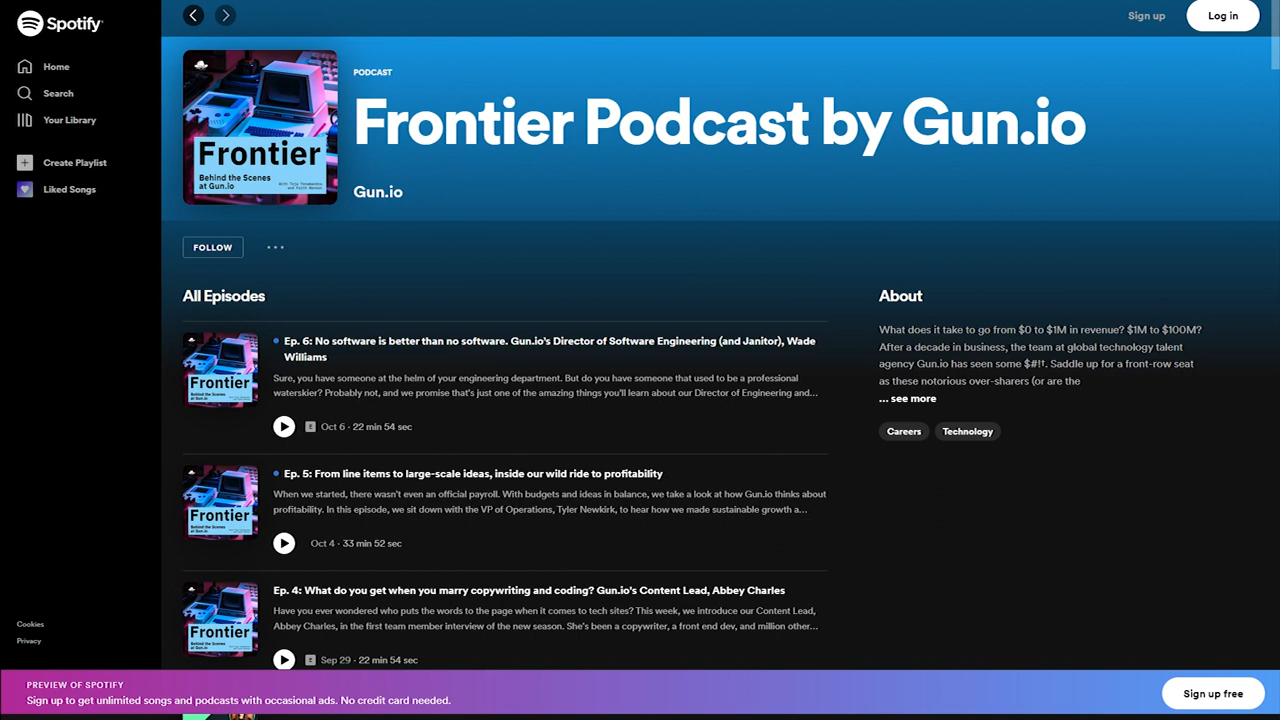 Spotify
Home
Search
Your Library
Create Playlist
Liked Songs
Cookies
Privacy
Sign up
Log in
Frontier
Behind the Scenes
at Gun.io
PODCAST
Frontier Podcast by Gun.io
Gun.io
FOLLOW
All Episodes
Frontier
Ep. 6: No software is better than no software. Gun.io's Director of Software Engineering (and Janitor), Wade
Williams
Sure, you have someone at the helm of your engineering department. But do you have someone that used to be a professional
waterskier? Probably not, and we promise that's just one of the amazing things you'll learn about our Director of Engineering and...
E Oct 6 · 22 min 54 sec
Frontier
Ep. 5: From line items to large-scale ideas, inside our wild ride to profitability
When we started, there wasn't even an official payroll. With budgets and ideas in balance, we take a look at how Gun.io thinks about
profitability. In this episode, we sit down with the VP of Operations, Tyler Newkirk, to hear how we made sustainable growth a...
Oct 4 · 33 min 52 sec
Frontier
Ep. 4: What do you get when you marry copywriting and coding? Gun.io's Content Lead, Abbey Charles
Have you ever wondered who puts the words to the page when it comes to tech sites? This week, we introduce our Content Lead,
Abbey Charles, in the first team member interview of the new season. She's been a copywriter, a front end dev, and million other...
E Sep 29 · 22 min 54 sec
About
What does it take to go from $0 to $1M in revenue? $1M to $100M?
After a decade in business, the team at global technology talent
agency Gun.io has seen some $#!†. Saddle up for a front-row seat
as these notorious over-sharers (or are the
... see more
Careers
Technology
PREVIEW OF SPOTIFY
Sign up to get unlimited songs and podcasts with occasional ads. No credit card needed.
Sign up free